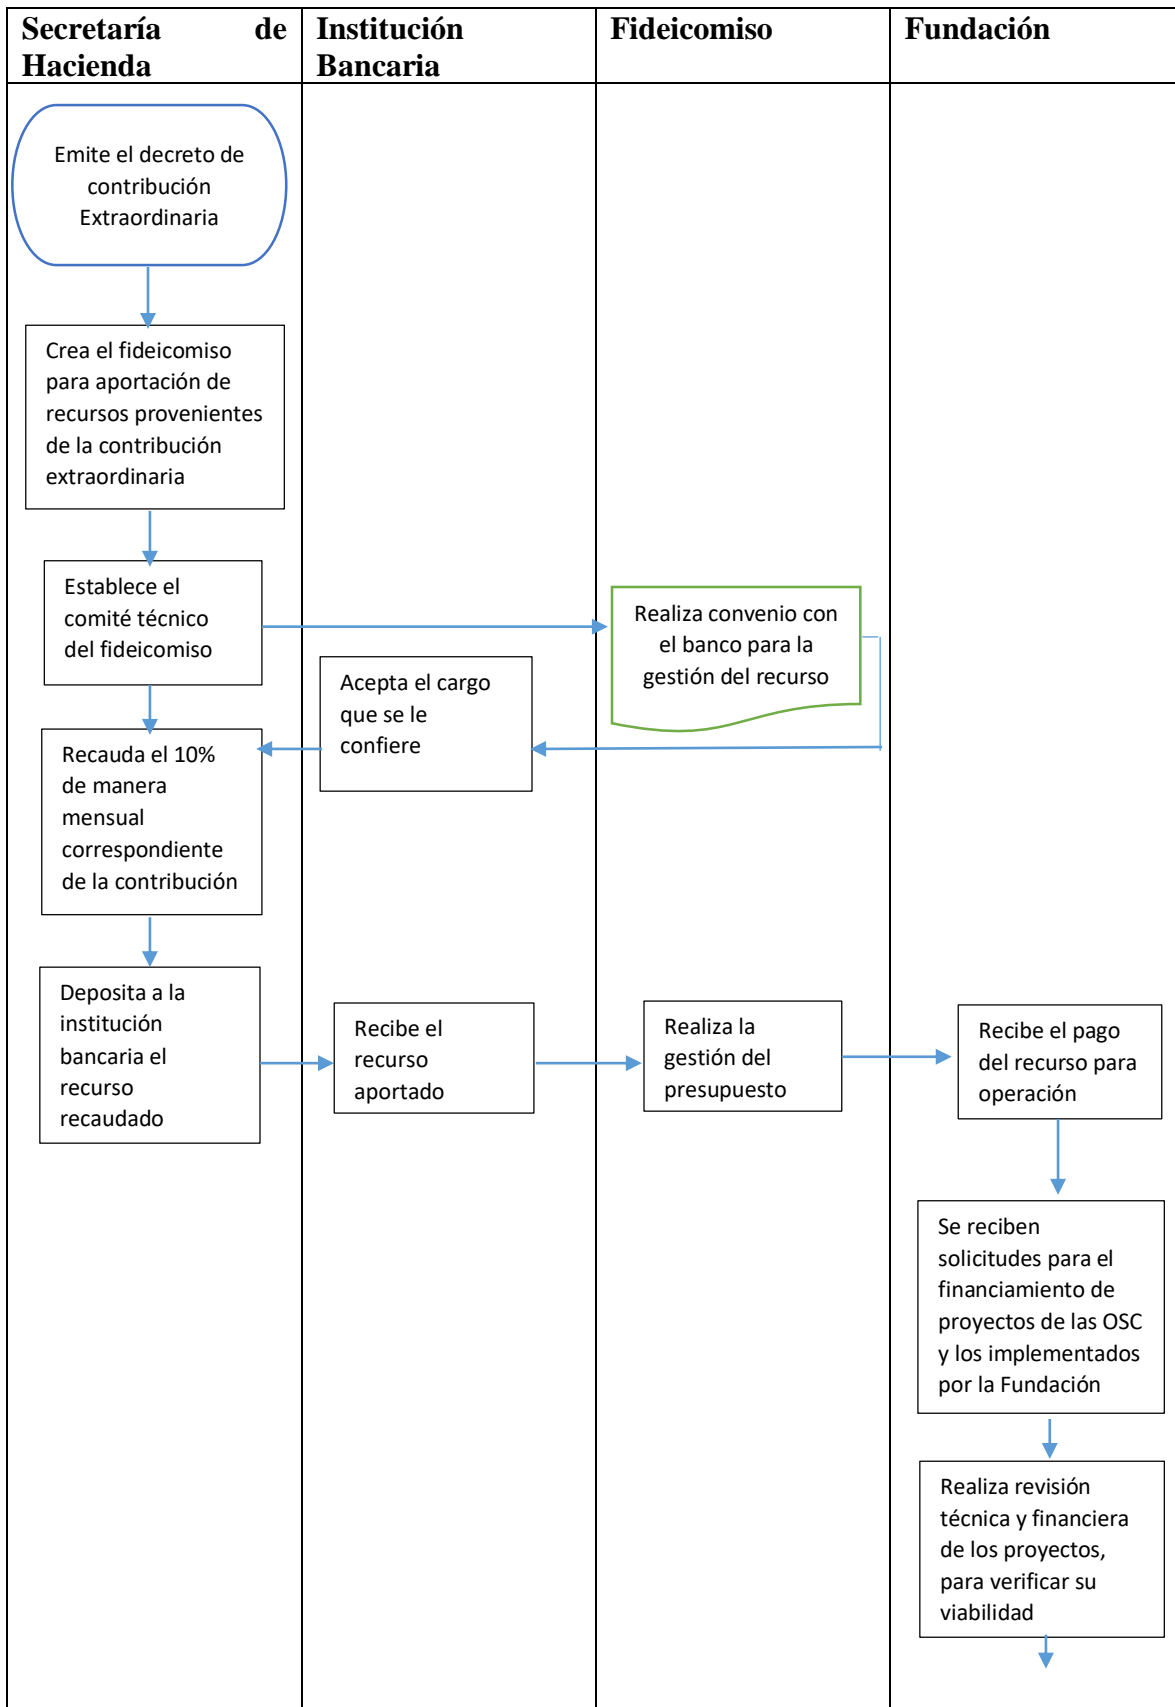 Secretaría de
Hacienda
Institución
Bancaria
Fideicomiso
Fundación
Emite el decreto de
contribución
Extraordinaria
Crea el fideicomiso
para aportación de
recursos provenientes
de la contribución
extraordinaria
Establece el
comité técnico
del fideicomiso
Realiza convenio con
el banco para la
gestión del recurso
Acepta el cargo
que se le
confiere
Recauda el 10%
de manera
mensual
correspondiente
de la contribución
Deposita a la
institución
bancaria el
recurso
recaudado
Recibe el
recurso
aportado
Realiza la
gestión del
presupuesto
Recibe el pago
del recurso para
operación
Se reciben
solicitudes para el
financiamiento de
proyectos de las OSC
y los implementados
por la Fundación
Realiza revisión
técnica y financiera
de los proyectos,
para verificar su
viabilidad